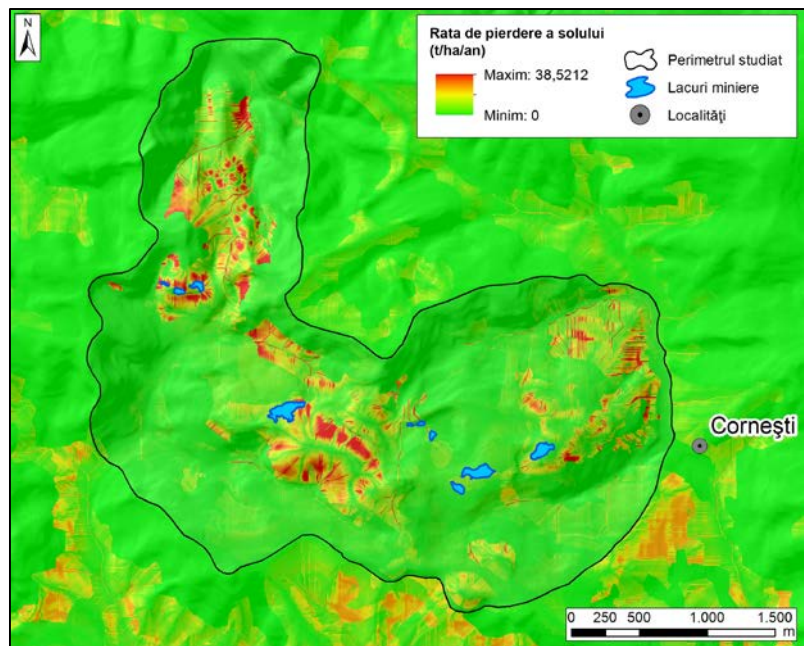 N
Rata de pierdere a solului
(t/ha/an)
Maxim: 38,5212
Minim: 0
Perimetrul studiat
Lacuri miniere
Localităţi
Corneşti
0 250 500 1.000 1.500
m